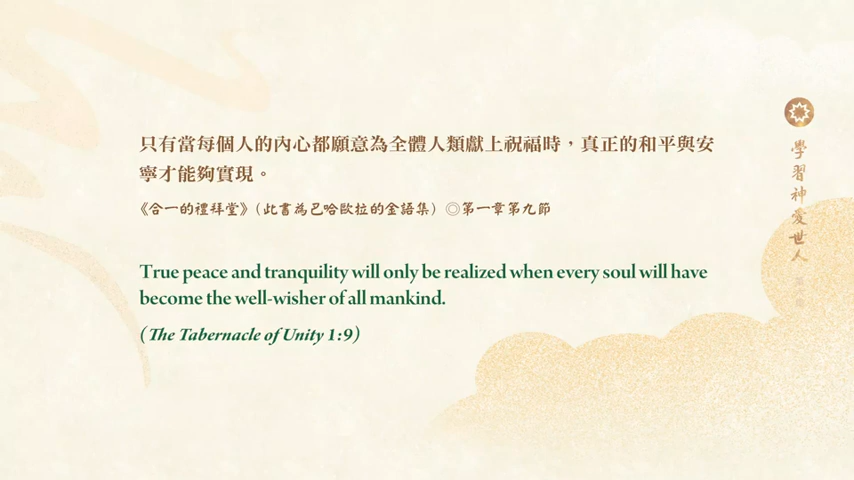 只有當每個人的內心都願意為全體人類獻上祝福時，真正的和平與安
寧才能夠實現。
《合一的禮拜堂》（此書為巴哈歐拉的金語集）◎第一章第九節
True peace and tranquility will only be realized when every soul will have
become the well-wisher of all mankind.
(The Tabernacle of Unity 1:9)
學習神愛世人